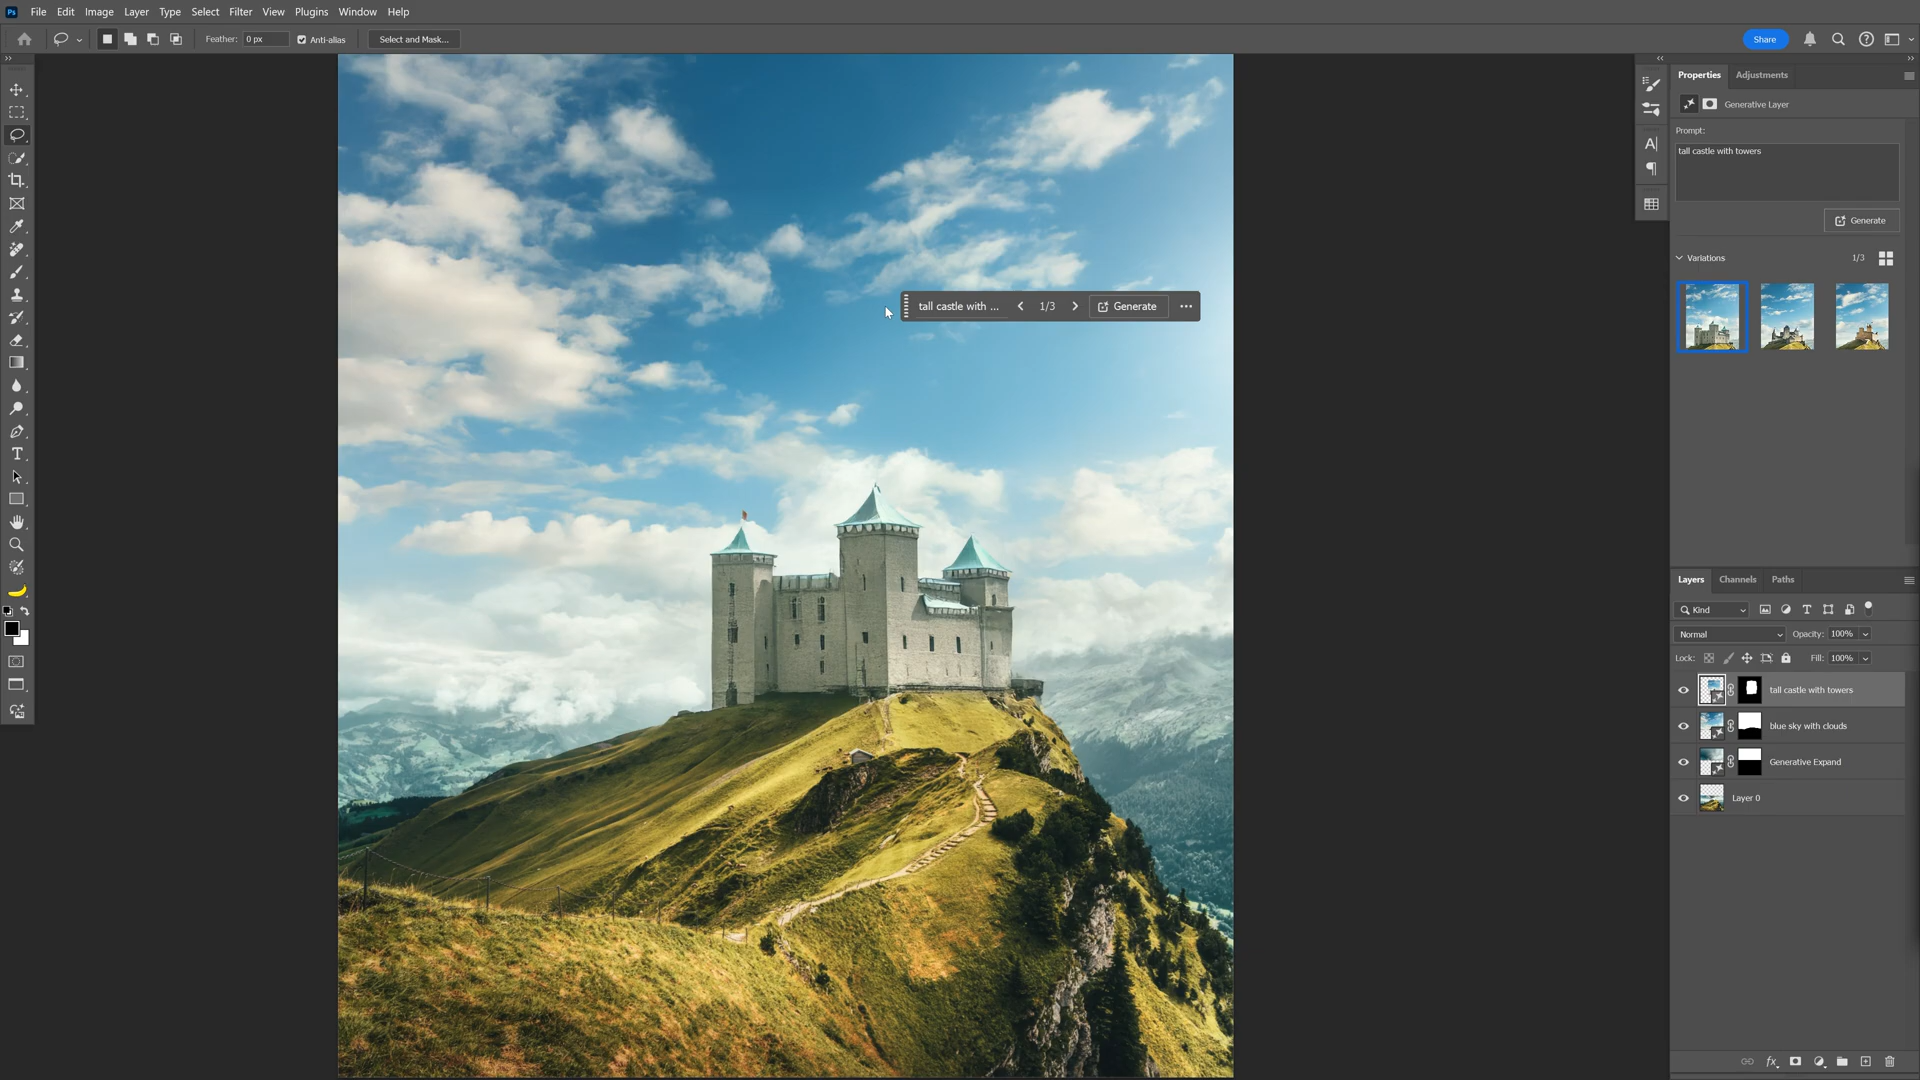 Ps File Edit Image Layer Type Select Filter View Plugins Window Help
Feather: 0 px Anti-alias Select and Mask... Share
Properties Adjustments
Generative Layer
Prompt:
tall castle with towers
Generate
Variations 1/3
tall castle with ... 1/3 Generate
Layers Channels Paths
Kind
Normal Opacity: 100%
Lock: Fill: 100%
tall castle with towers
blue sky with clouds
Generative Expand
Layer 0
fx